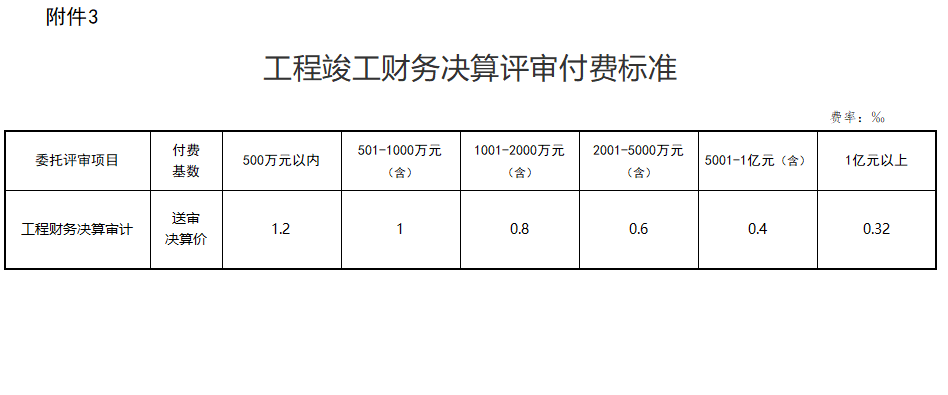 附件3
工程竣工财务决算评审付费标准
费率：‰
委托评审项目
付费
基数
500万元以内
501-1000万元
（含）
1001-2000万元
（含）
2001-5000万元
（含）
5001-1亿元（含）
1亿元以上
工程财务决算审计
送审
决算价
1.2
1
0.8
0.6
0.4
0.32